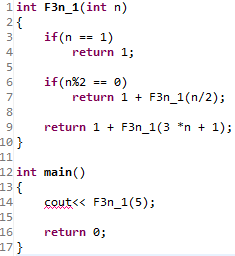 1 int F3n_1(int n)
2 {
3     if(n == 1)
4         return 1;
5
6     if(n%2 == 0)
7         return 1 + F3n_1(n/2);
8
9     return 1 + F3n_1(3 *n + 1);
10 }
11
12 int main()
13 {
14     cout<< F3n_1(5);
15
16     return 0;
17 }